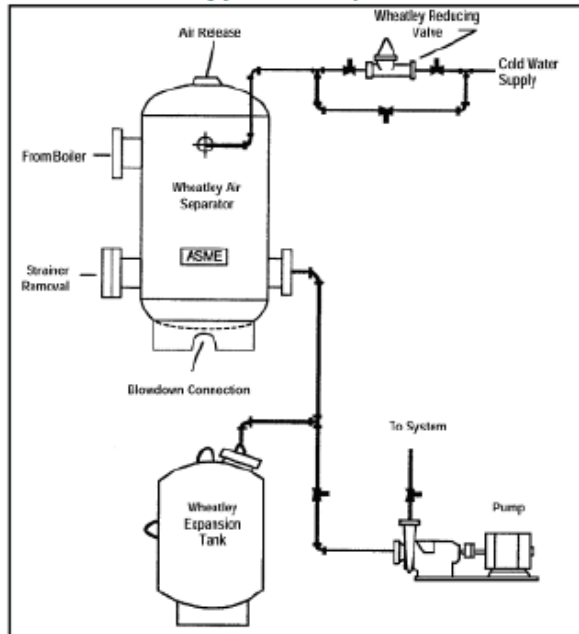 Wheatley Reducing
Valve
Air Release
Cold Water
Supply
From Boiler
Wheatley Air
Separator
ASME
Strainer
Removal
Blowdown Connection
To System
Wheatley
Expansion
Tank
Pump